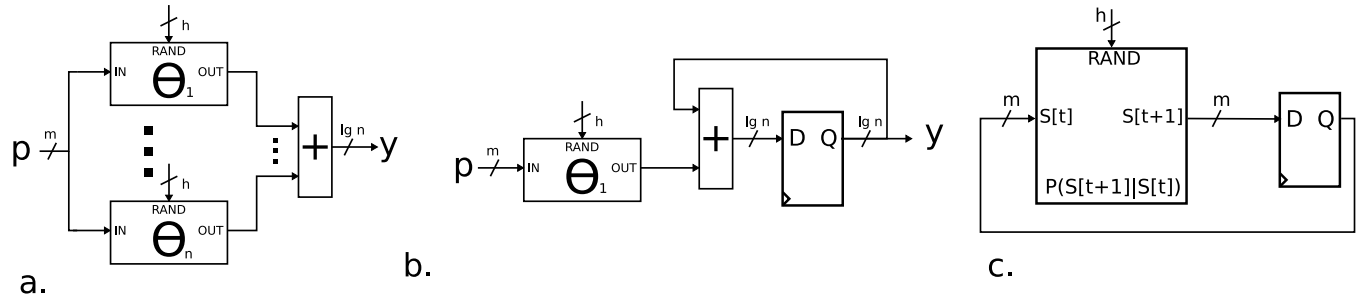 h
RAND
IN
OUT
Θ1
m
p
+
lg n
y
h
RAND
IN
OUT
Θn
a.
h
m
p
RAND
IN
OUT
Θ1
+
lg n
D Q
lg n
y
b.
h
RAND
m
S[t]
S[t+1]
m
P(S[t+1]|S[t])
D Q
c.